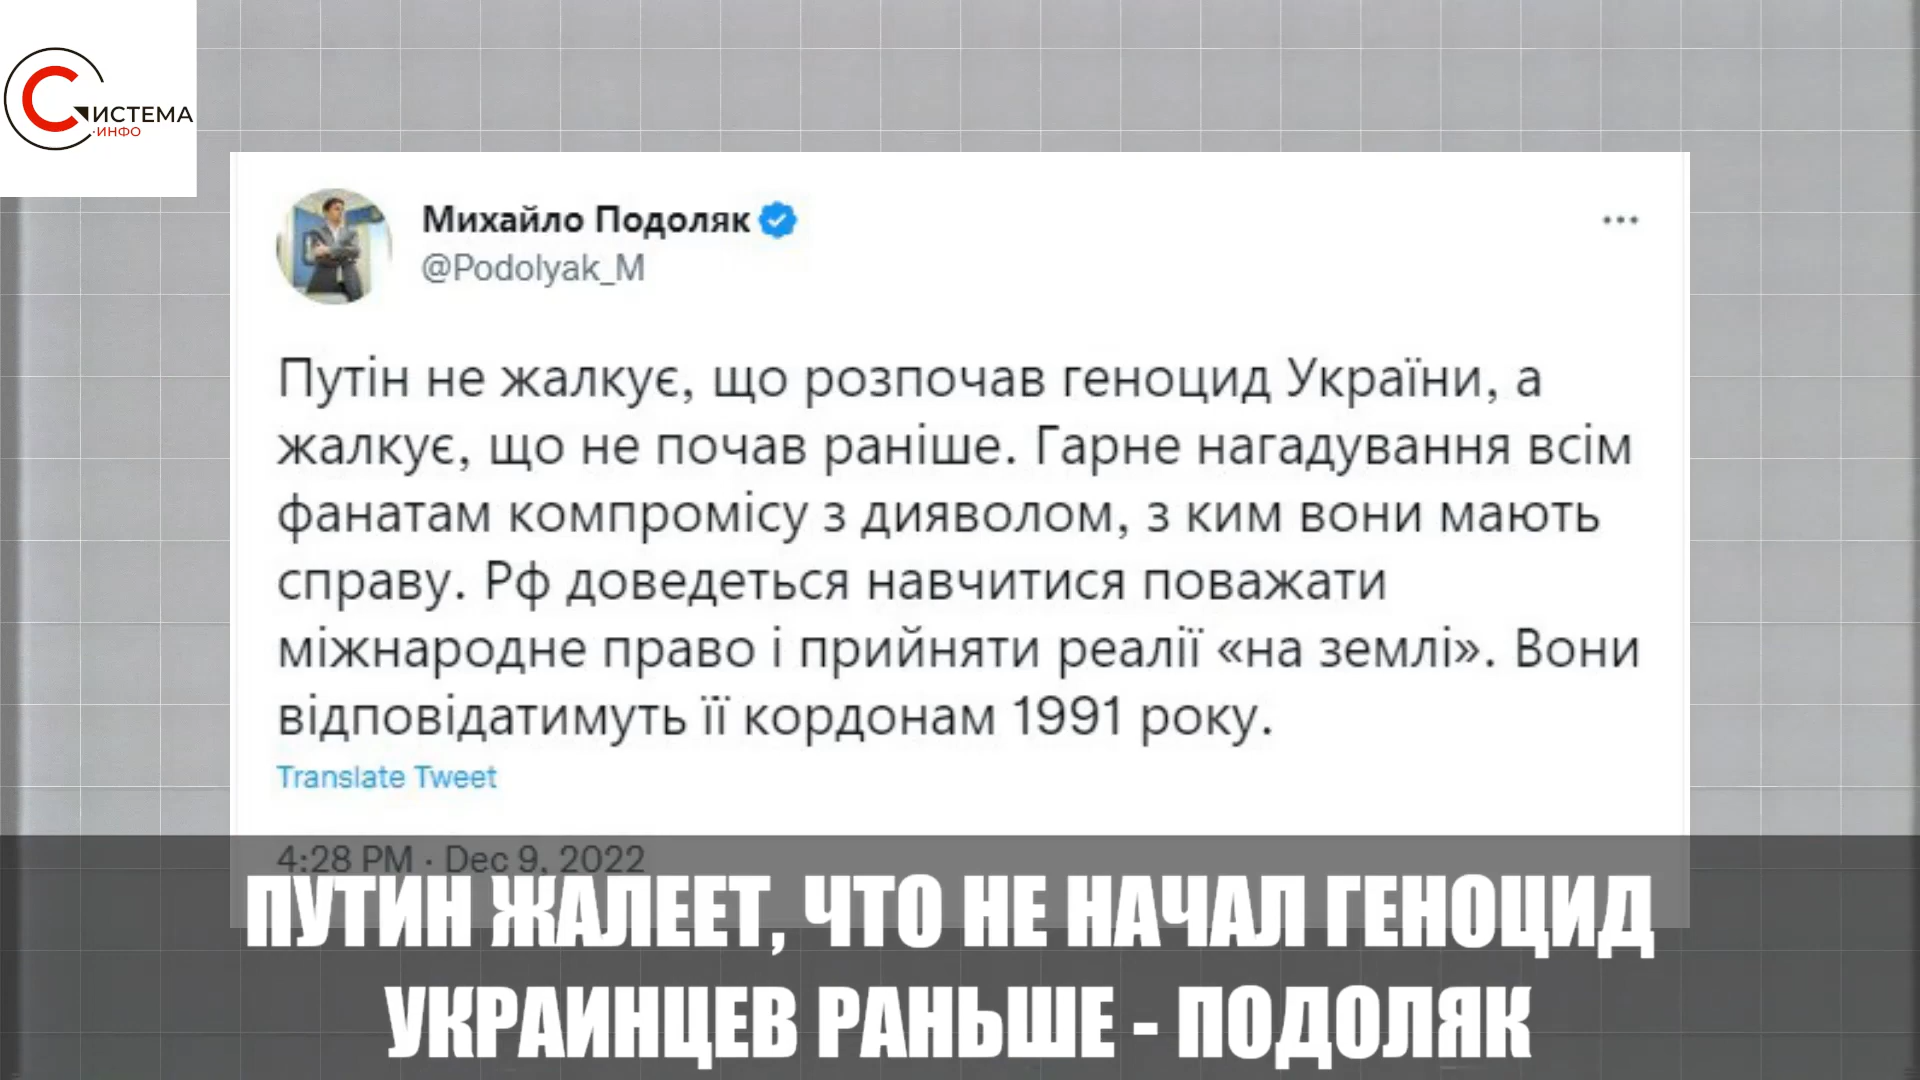 СИСТЕМА
·ИНФО
Михайло Подоляк
@Podolyak_M
Путін не жалкує, що розпочав геноцид України, а
жалкує, що не почав раніше. Гарне нагадування всім
фанатам компромісу з дияволом, з ким вони мають
справу. Рф доведеться навчитися поважати
міжнародне право і прийняти реалії «на землі». Вони
відповідатимуть її кордонам 1991 року.
Translate Tweet
4:28 PM · Dec 9, 2022
ПУТИН ЖАЛЕЕТ, ЧТО НЕ НАЧАЛ ГЕНОЦИД
УКРАИНЦЕВ РАНЬШЕ - ПОДОЛЯК